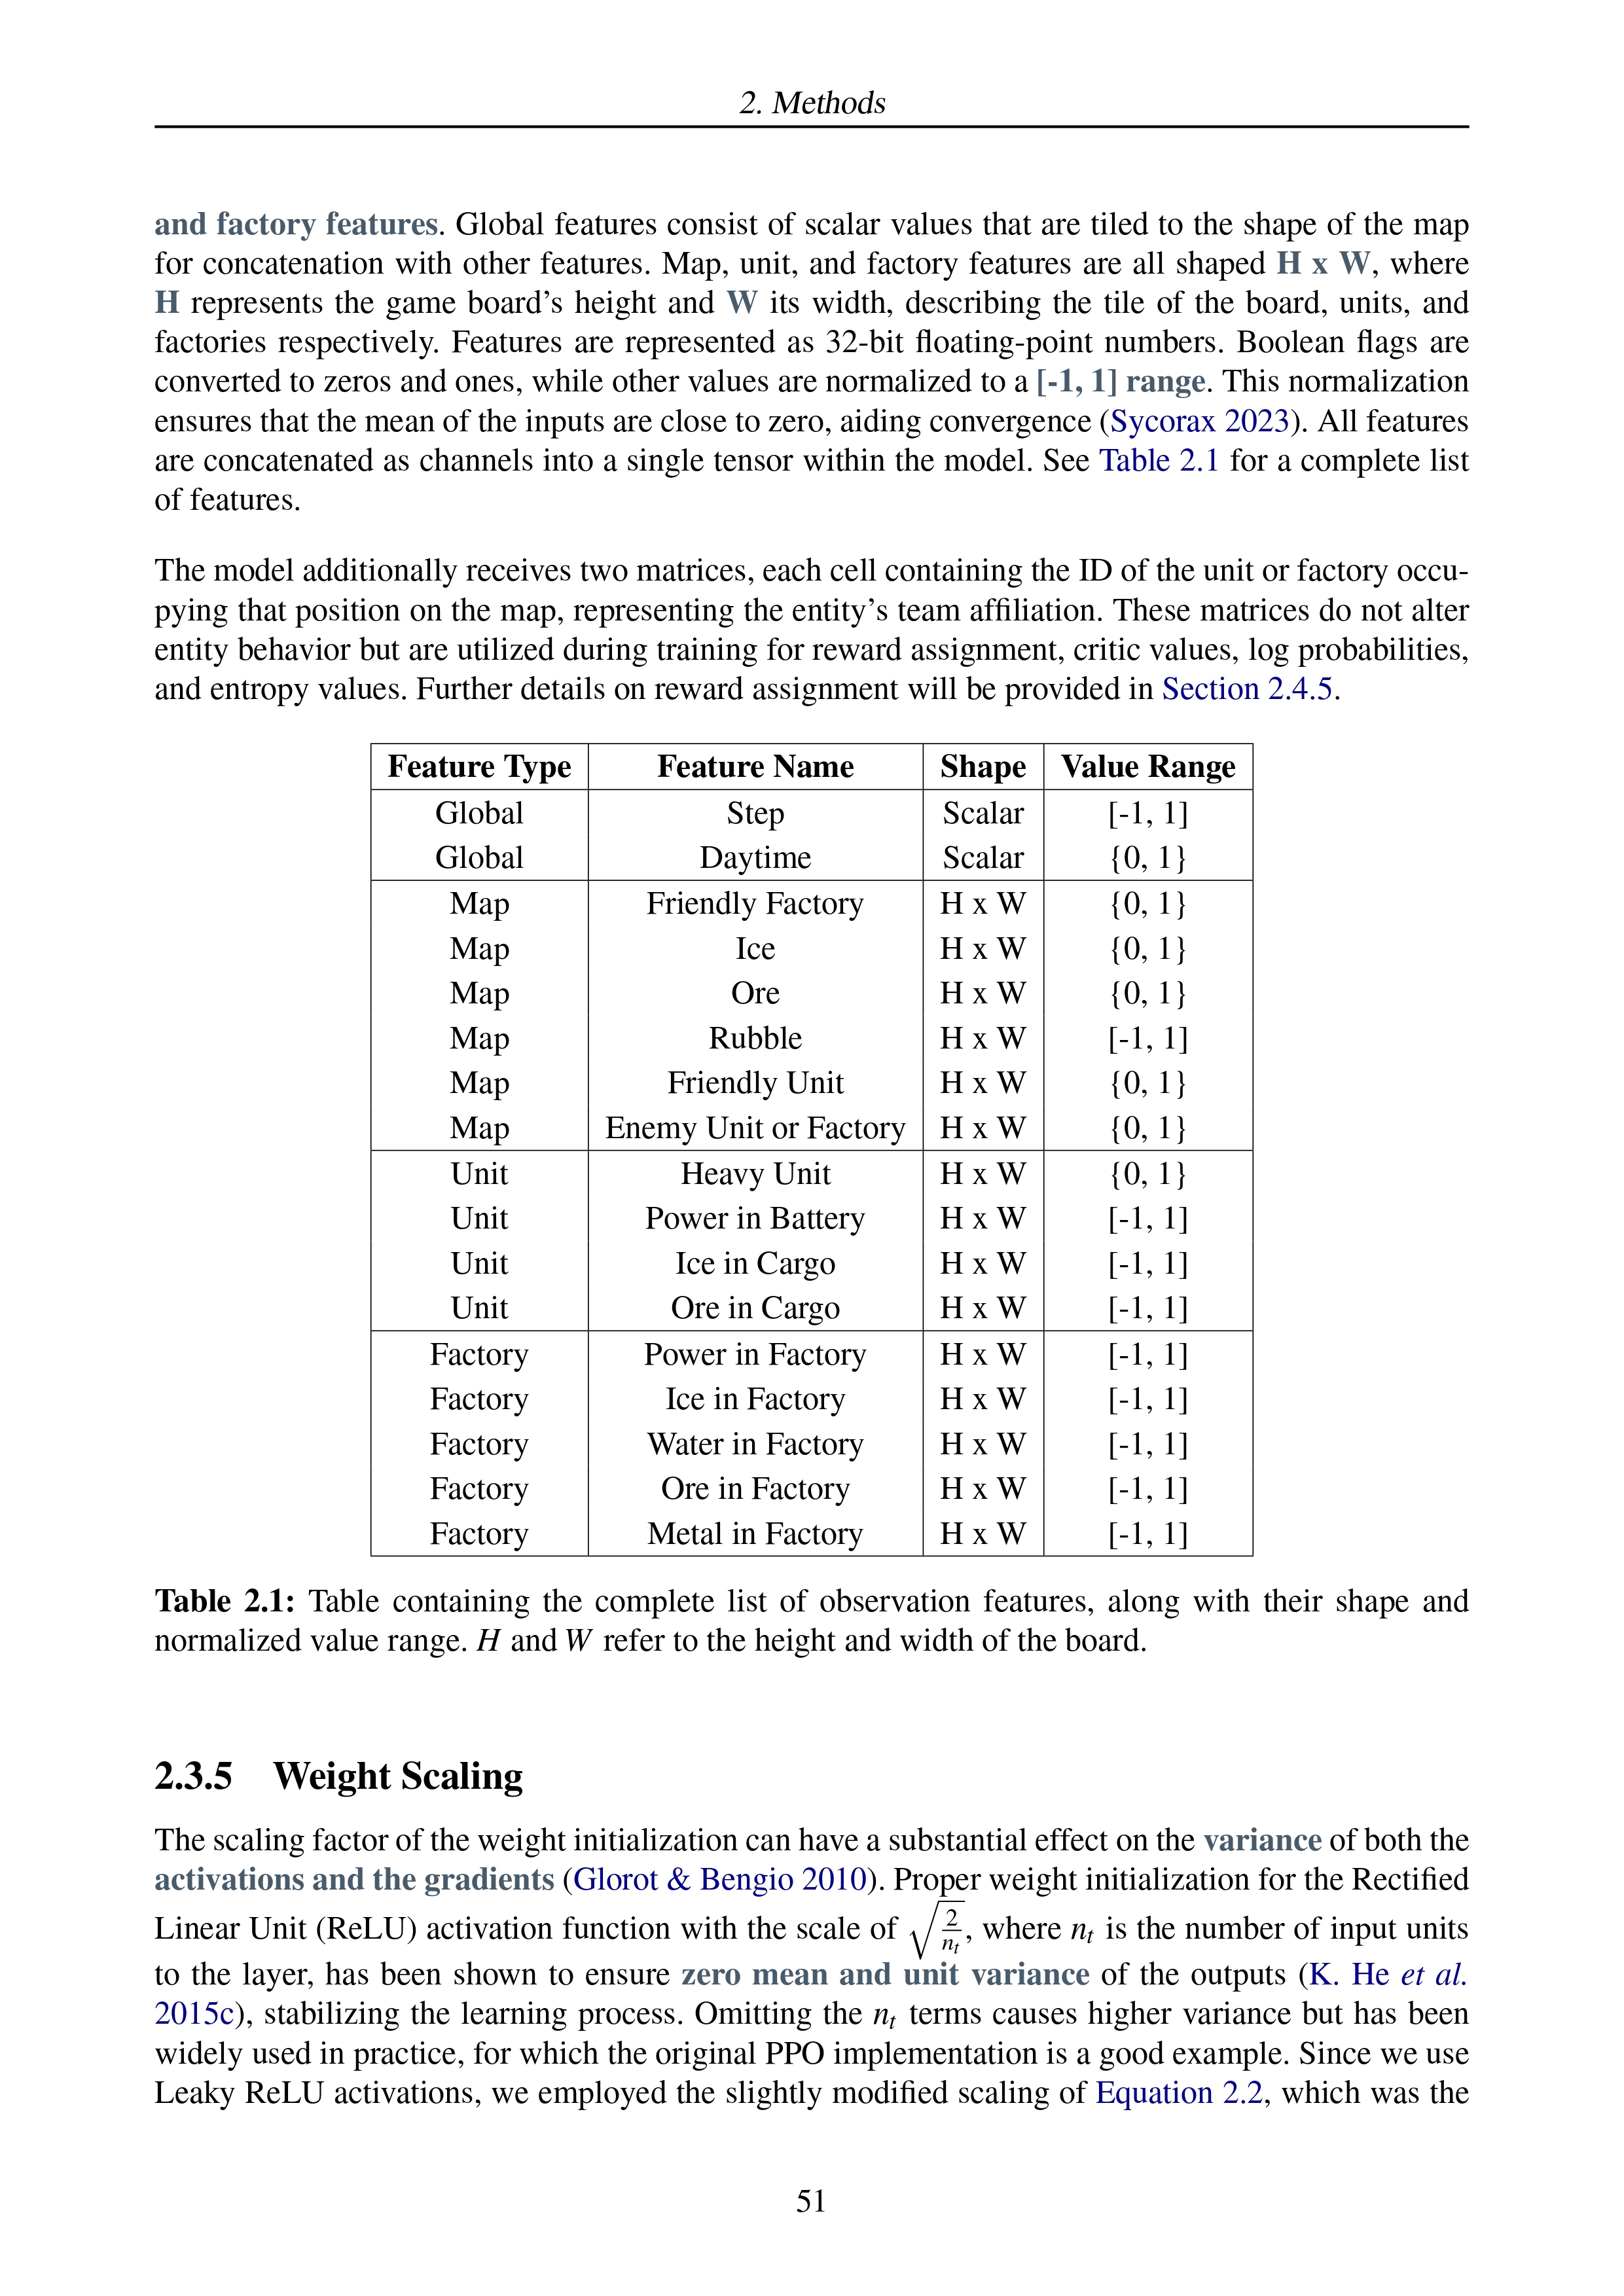 2. Methods
and factory features. Global features consist of scalar values that are tiled to the shape of the map
for concatenation with other features. Map, unit, and factory features are all shaped H x W, where
H represents the game board's height and W its width, describing the tile of the board, units, and
factories respectively. Features are represented as 32-bit floating-point numbers. Boolean flags are
converted to zeros and ones, while other values are normalized to a [-1, 1] range. This normalization
ensures that the mean of the inputs are close to zero, aiding convergence (Sycorax 2023). All features
are concatenated as channels into a single tensor within the model. See Table 2.1 for a complete list
of features.
The model additionally receives two matrices, each cell containing the ID of the unit or factory occu-
pying that position on the map, representing the entity's team affiliation. These matrices do not alter
entity behavior but are utilized during training for reward assignment, critic values, log probabilities,
and entropy values. Further details on reward assignment will be provided in Section 2.4.5.
Feature Type Feature Name Shape Value Range
Global Step Scalar [-1, 1]
Global Daytime Scalar {0, 1}
Map Friendly Factory H x W {0, 1}
Map Ice H x W {0, 1}
Map Ore H x W {0, 1}
Map Rubble H x W [-1, 1]
Map Friendly Unit H x W {0, 1}
Map Enemy Unit or Factory H x W {0, 1}
Unit Heavy Unit H x W {0, 1}
Unit Power in Battery H x W [-1, 1]
Unit Ice in Cargo H x W [-1, 1]
Unit Ore in Cargo H x W [-1, 1]
Factory Power in Factory H x W [-1, 1]
Factory Ice in Factory H x W [-1, 1]
Factory Water in Factory H x W [-1, 1]
Factory Ore in Factory H x W [-1, 1]
Factory Metal in Factory H x W [-1, 1]
Table 2.1: Table containing the complete list of observation features, along with their shape and
normalized value range. H and W refer to the height and width of the board.
2.3.5 Weight Scaling
The scaling factor of the weight initialization can have a substantial effect on the variance of both the
activations and the gradients (Glorot & Bengio 2010). Proper weight initialization for the Rectified
Linear Unit (ReLU) activation function with the scale of √(2/n_t), where n_t is the number of input units
to the layer, has been shown to ensure zero mean and unit variance of the outputs (K. He et al.
2015c), stabilizing the learning process. Omitting the n_t terms causes higher variance but has been
widely used in practice, for which the original PPO implementation is a good example. Since we use
Leaky ReLU activations, we employed the slightly modified scaling of Equation 2.2, which was the
51